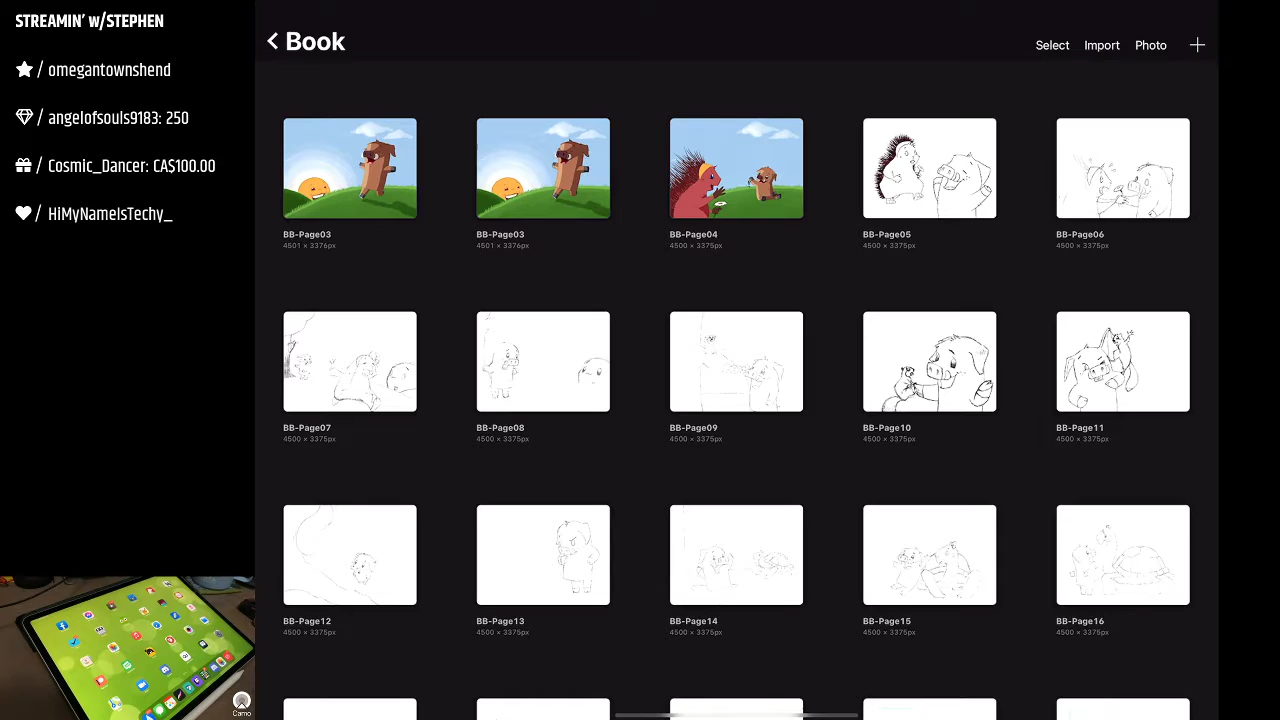 STREAMIN' w/STEPHEN
/ omegantownshend
/ angelofsouls9183: 250
/ Cosmic_Dancer: CA$100.00
/ HiMyNameIsTechy_
Camo
Book
Select Import Photo
BB-Page03
4501 × 3376px
BB-Page03
4501 × 3376px
BB-Page04
4500 × 3375px
BB-Page05
4500 × 3375px
BB-Page06
4500 × 3375px
BB-Page07
4500 × 3375px
BB-Page08
4500 × 3375px
BB-Page09
4500 × 3375px
BB-Page10
4500 × 3375px
BB-Page11
4500 × 3375px
BB-Page12
4500 × 3375px
BB-Page13
4500 × 3375px
BB-Page14
4500 × 3375px
BB-Page15
4500 × 3375px
BB-Page16
4500 × 3375px